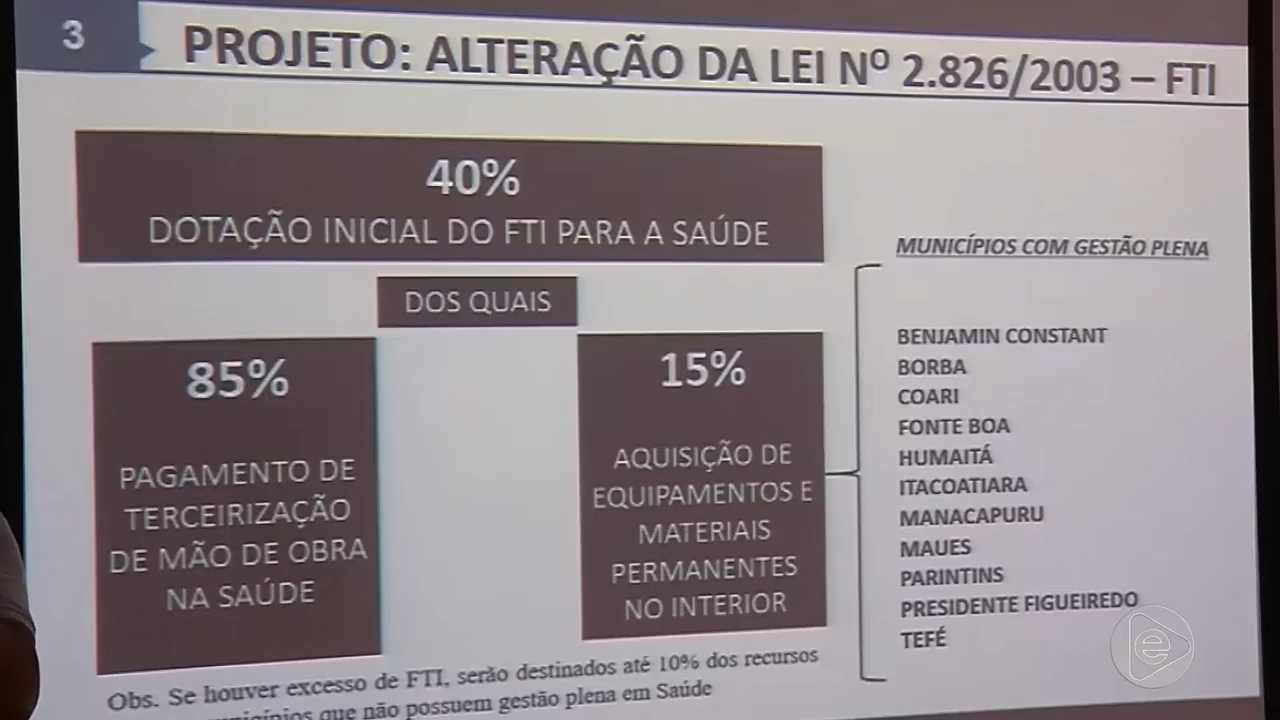 3
PROJETO: ALTERAÇÃO DA LEI Nº 2.826/2003 – FTI
40%
DOTAÇÃO INICIAL DO FTI PARA A SAÚDE
DOS QUAIS
85%
PAGAMENTO DE
TERCEIRIZAÇÃO
DE MÃO DE OBRA
NA SAÚDE
15%
AQUISIÇÃO DE
EQUIPAMENTOS E
MATERIAIS
PERMANENTES
NO INTERIOR
MUNICÍPIOS COM GESTÃO PLENA
BENJAMIN CONSTANT
BORBA
COARI
FONTE BOA
HUMAITÁ
ITACOATIARA
MANACAPURU
MAUES
PARINTINS
PRESIDENTE FIGUEIREDO
TEFÉ
Obs. Se houver excesso de FTI, serão destinados até 10% dos recursos
que não possuem gestão plena em Saúde
e